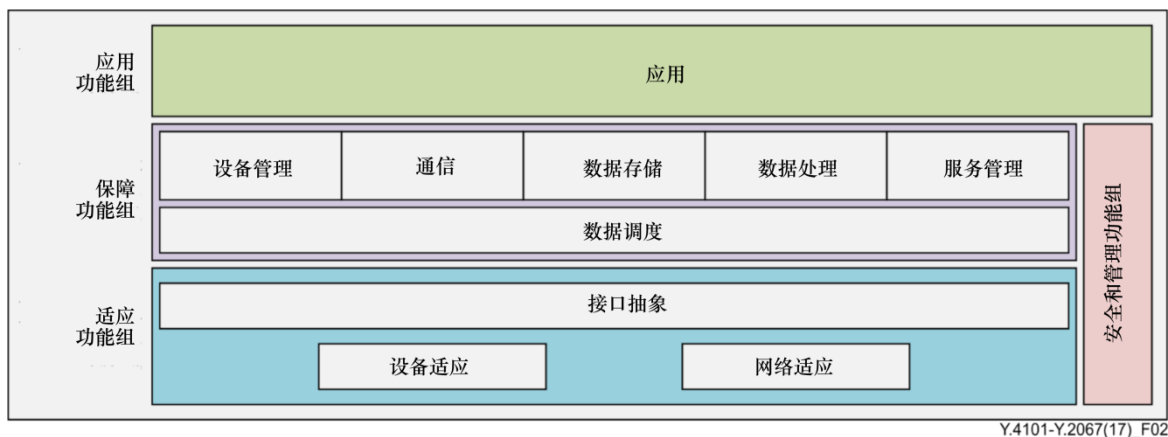 应用
功能组
应用
保障
功能组
设备管理
通信
数据存储
数据处理
服务管理
数据调度
安全和管理功能组
适应
功能组
接口抽象
设备适应
网络适应
Y.4101-Y.2067(17)_F02